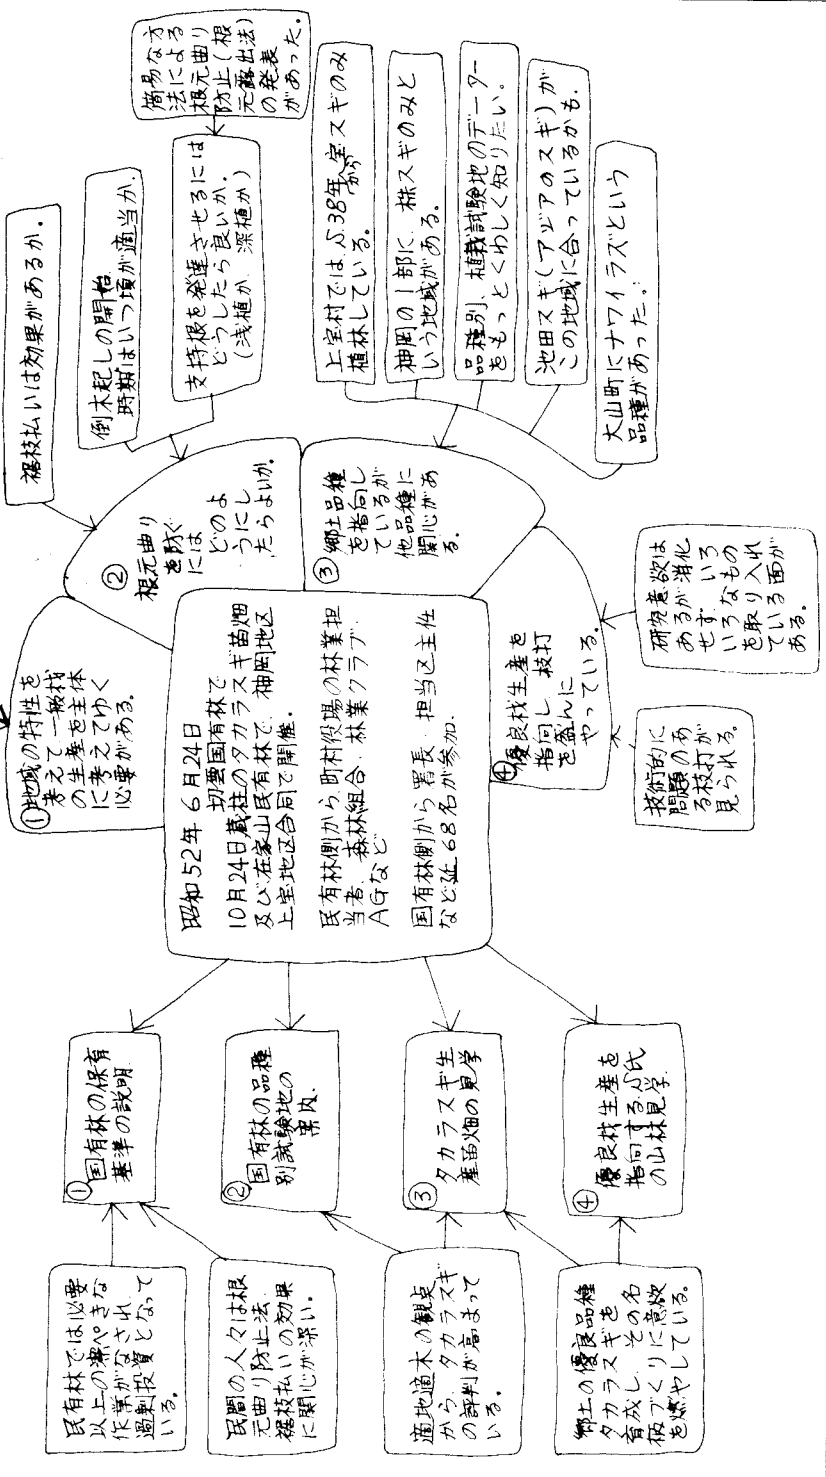 民有林では必要
以上の潔ぺきな
作業がなされ
過剰投資となって
いる。
民間の人々は根
元曲り防止法、
裾枝払いの効果
に関心が深い。
適地適木の観点
から、タカラスギ
の評判が高まって
いる。
郷土の優良品種
タカラスギを
育成し、その名
柄づくりに意欲
を燃やしている。
① 国有林の保育
基準の説明
② 国有林の品種
別試験地の
案内、
③ タカラスギ生
産苗畑の見学
④ 優良材生産を
指向するS氏
の山林見学
昭和52年6月24日
切雲国有林で
10月24日蔵柱のタカラスギ苗畑
及び在家山民有林で、神岡地区
上宝地区合同で開催.
民有林側から、町村役場の林業担
当者、森林組合、林業クラブ、
AGなど
国有林側から署長、担当区主任
など延68名が参加.
①地域の特性を
考えて一般材
の生産を主体
に考えてゆく
必要がある。
② 根元曲り
を防ぐ
には
どのよ
うにし
たらよいか.
③ 郷土品種
を指向し
ているが
他品種に
関心があ
る。
④優良材生産を
指向し、枝打
を盛んに
やっている。
裾枝払いは効果があるか.
倒木起しの開始
時期はいつ頃が適当か.
支持根を発達させるには
どうしたら良いか.
(浅植か、深植か)
簡易な方
法による
根元曲り
防止(根
元露出法)
の発表
があった.
上宝村ではS38年から宝スギのみ
植林している。
神岡の1部に、株スギのみと
いう地域がある。
品種別、植栽試験地のデーター
をもっとくわしく知りたい。
池田スギ(アジアのスギ)が
この地域に合っているかも.
大山町にナワイラズという
品種があった.
技術的に
問題のあ
る枝打が
見られる。
研究意欲は
あるが消化
せず、いろ
いろなもの
を取り入れ
ている面が
ある。